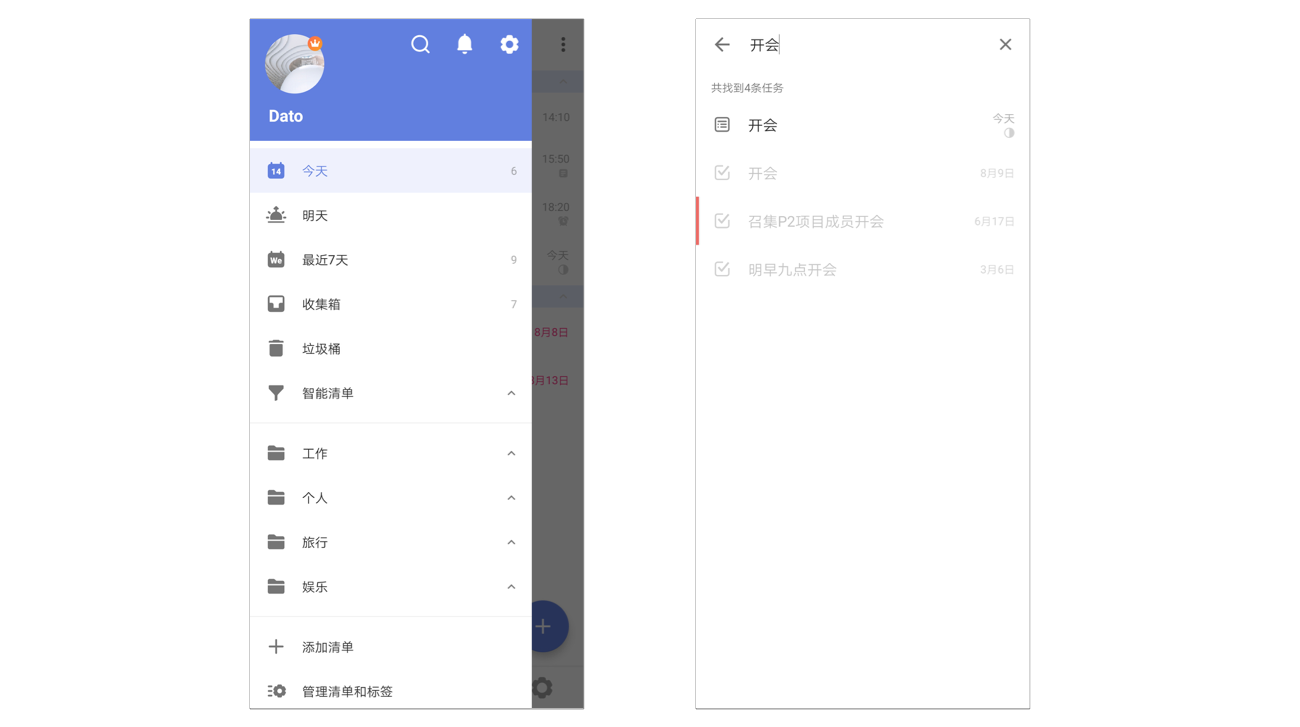 Dato
14
今天
6
明天
We
最近7天
9
收集箱
7
垃圾桶
智能清单
工作
个人
旅行
娱乐
添加清单
管理清单和标签
14:10
15:50
18:20
今天
8月8日
月13日
开会
共找到4条任务
开会
今天
开会
8月9日
召集P2项目成员开会
6月17日
明早九点开会
3月6日